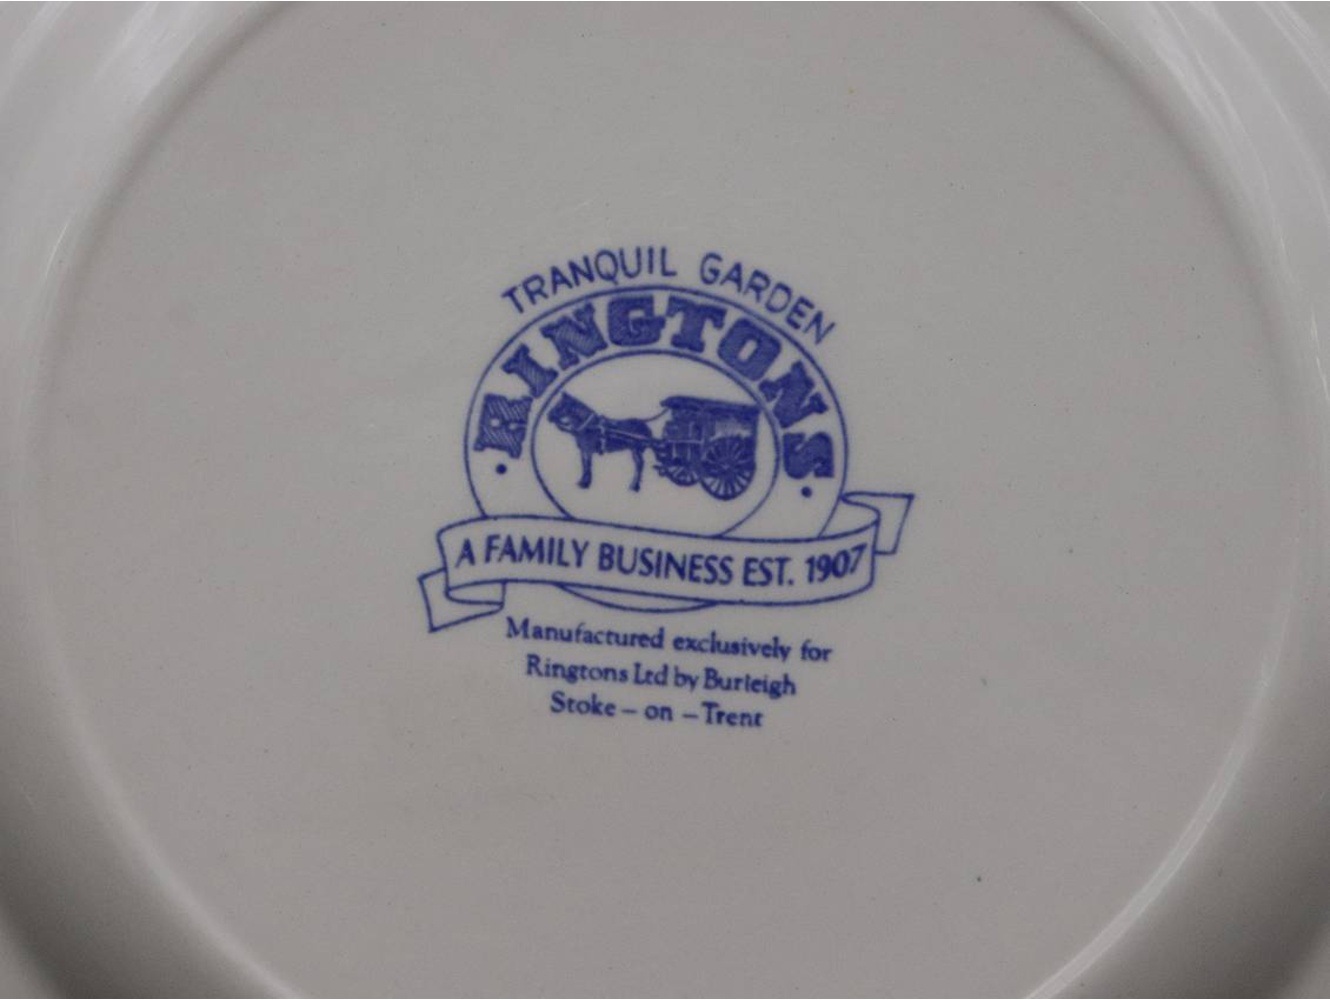 TRANQUIL GARDEN
RINGTONS
A FAMILY BUSINESS EST. 1907
Manufactured exclusively for
Ringtons Ltd by Burleigh
Stoke – on – Trent